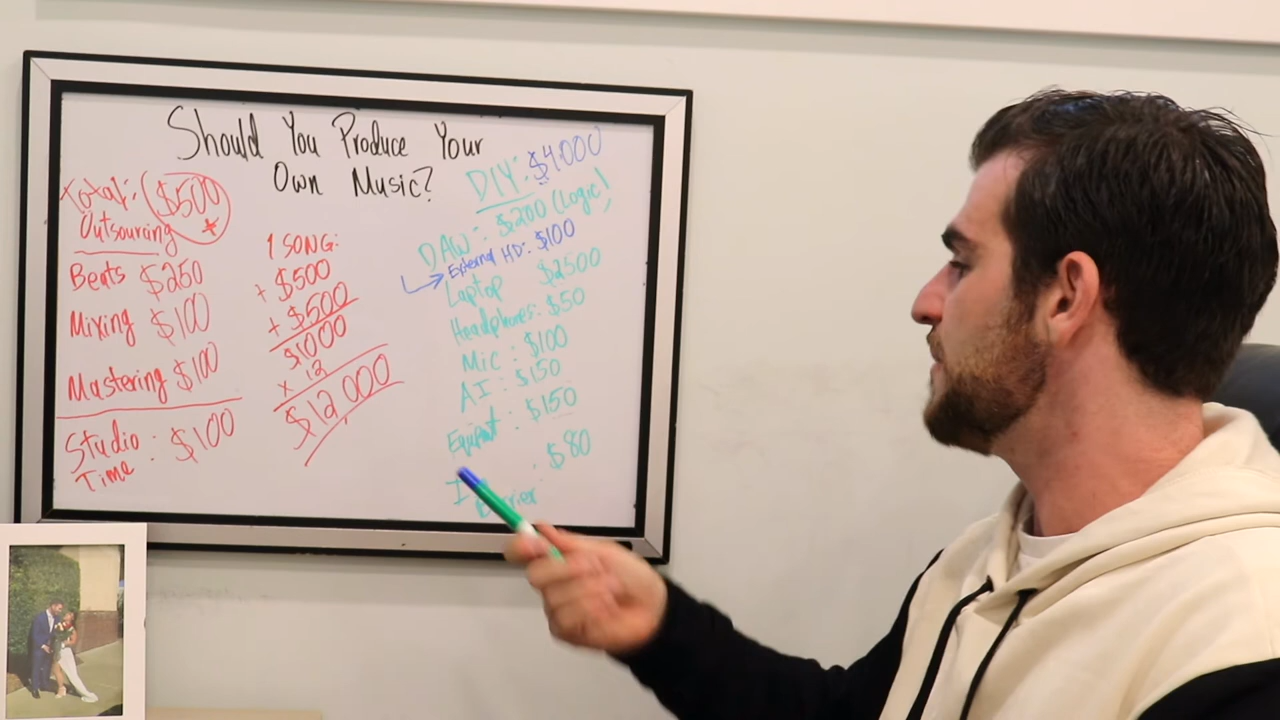 Should You Produce Your
Own Music?
Total: $500
+
Outsourcing
Beats $250
Mixing $100
Mastering $100
Studio
Time : $100
1 SONG:
+ $500
+ $500
$1000
x 12
$12,000
DIY: $4,000
DAW: $200 (Logic)
External HD: $100
Laptop $2500
Headphones: $50
Mic : $100
AI : $150
: $150
: $80